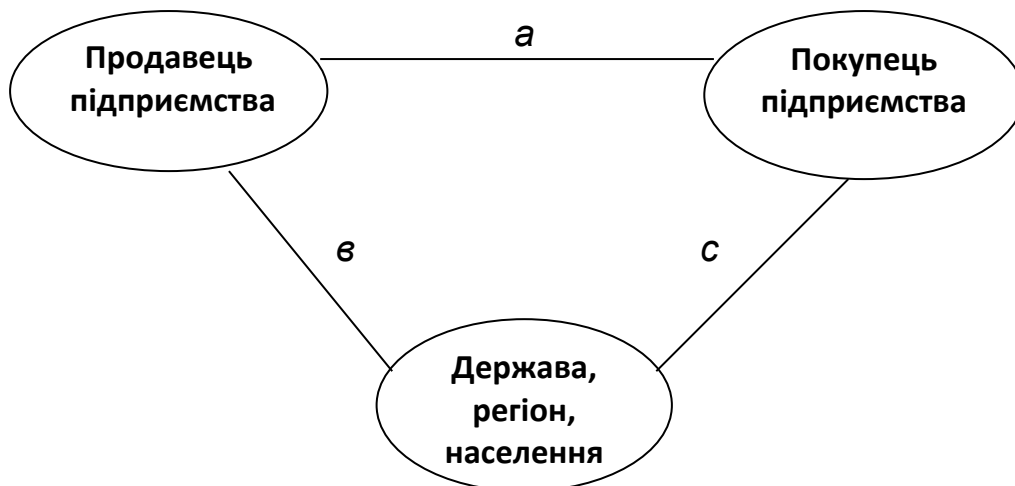 а
Продавець
підприємства
Покупець
підприємства
в
с
Держава,
регіон,
населення